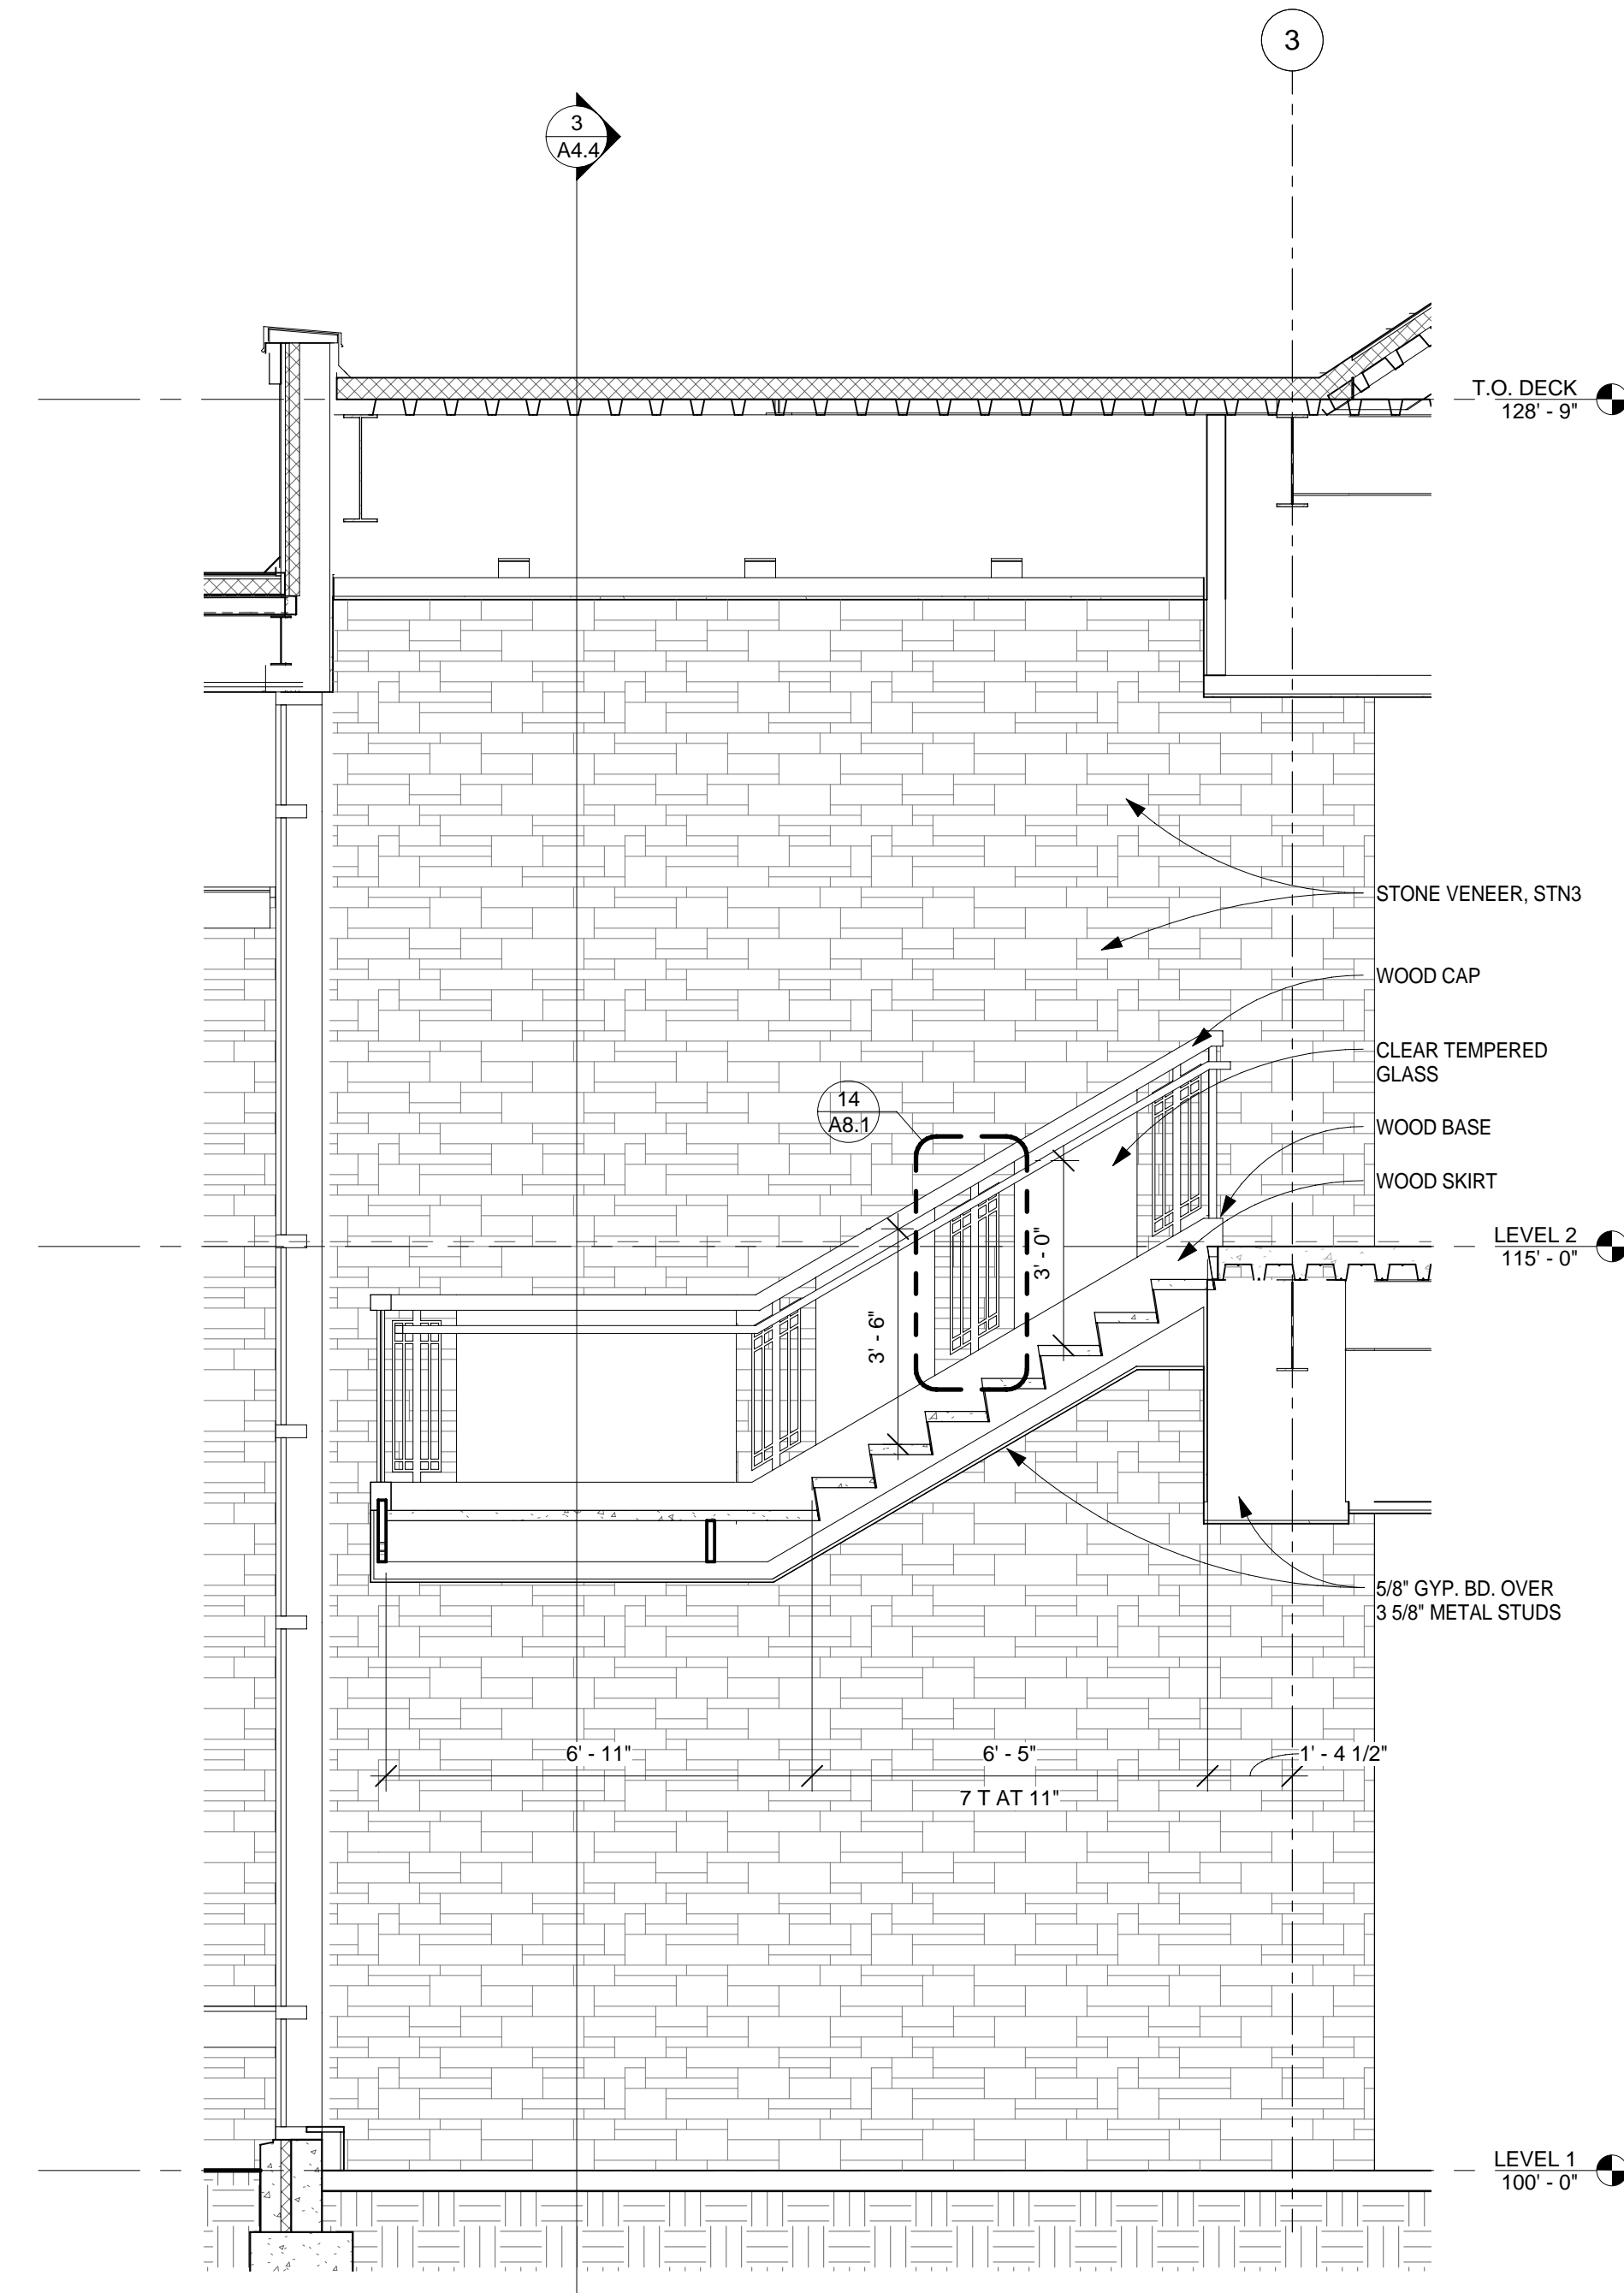 3
3
A4.4
T.O. DECK
128' - 9"
STONE VENEER, STN3
WOOD CAP
CLEAR TEMPERED
GLASS
14
A8.1
WOOD BASE
WOOD SKIRT
LEVEL 2
115' - 0"
3' - 0"
3' - 6"
5/8" GYP. BD. OVER
3 5/8" METAL STUDS
6' - 11"
6' - 5"
1' - 4 1/2"
7 T AT 11"
LEVEL 1
100' - 0"